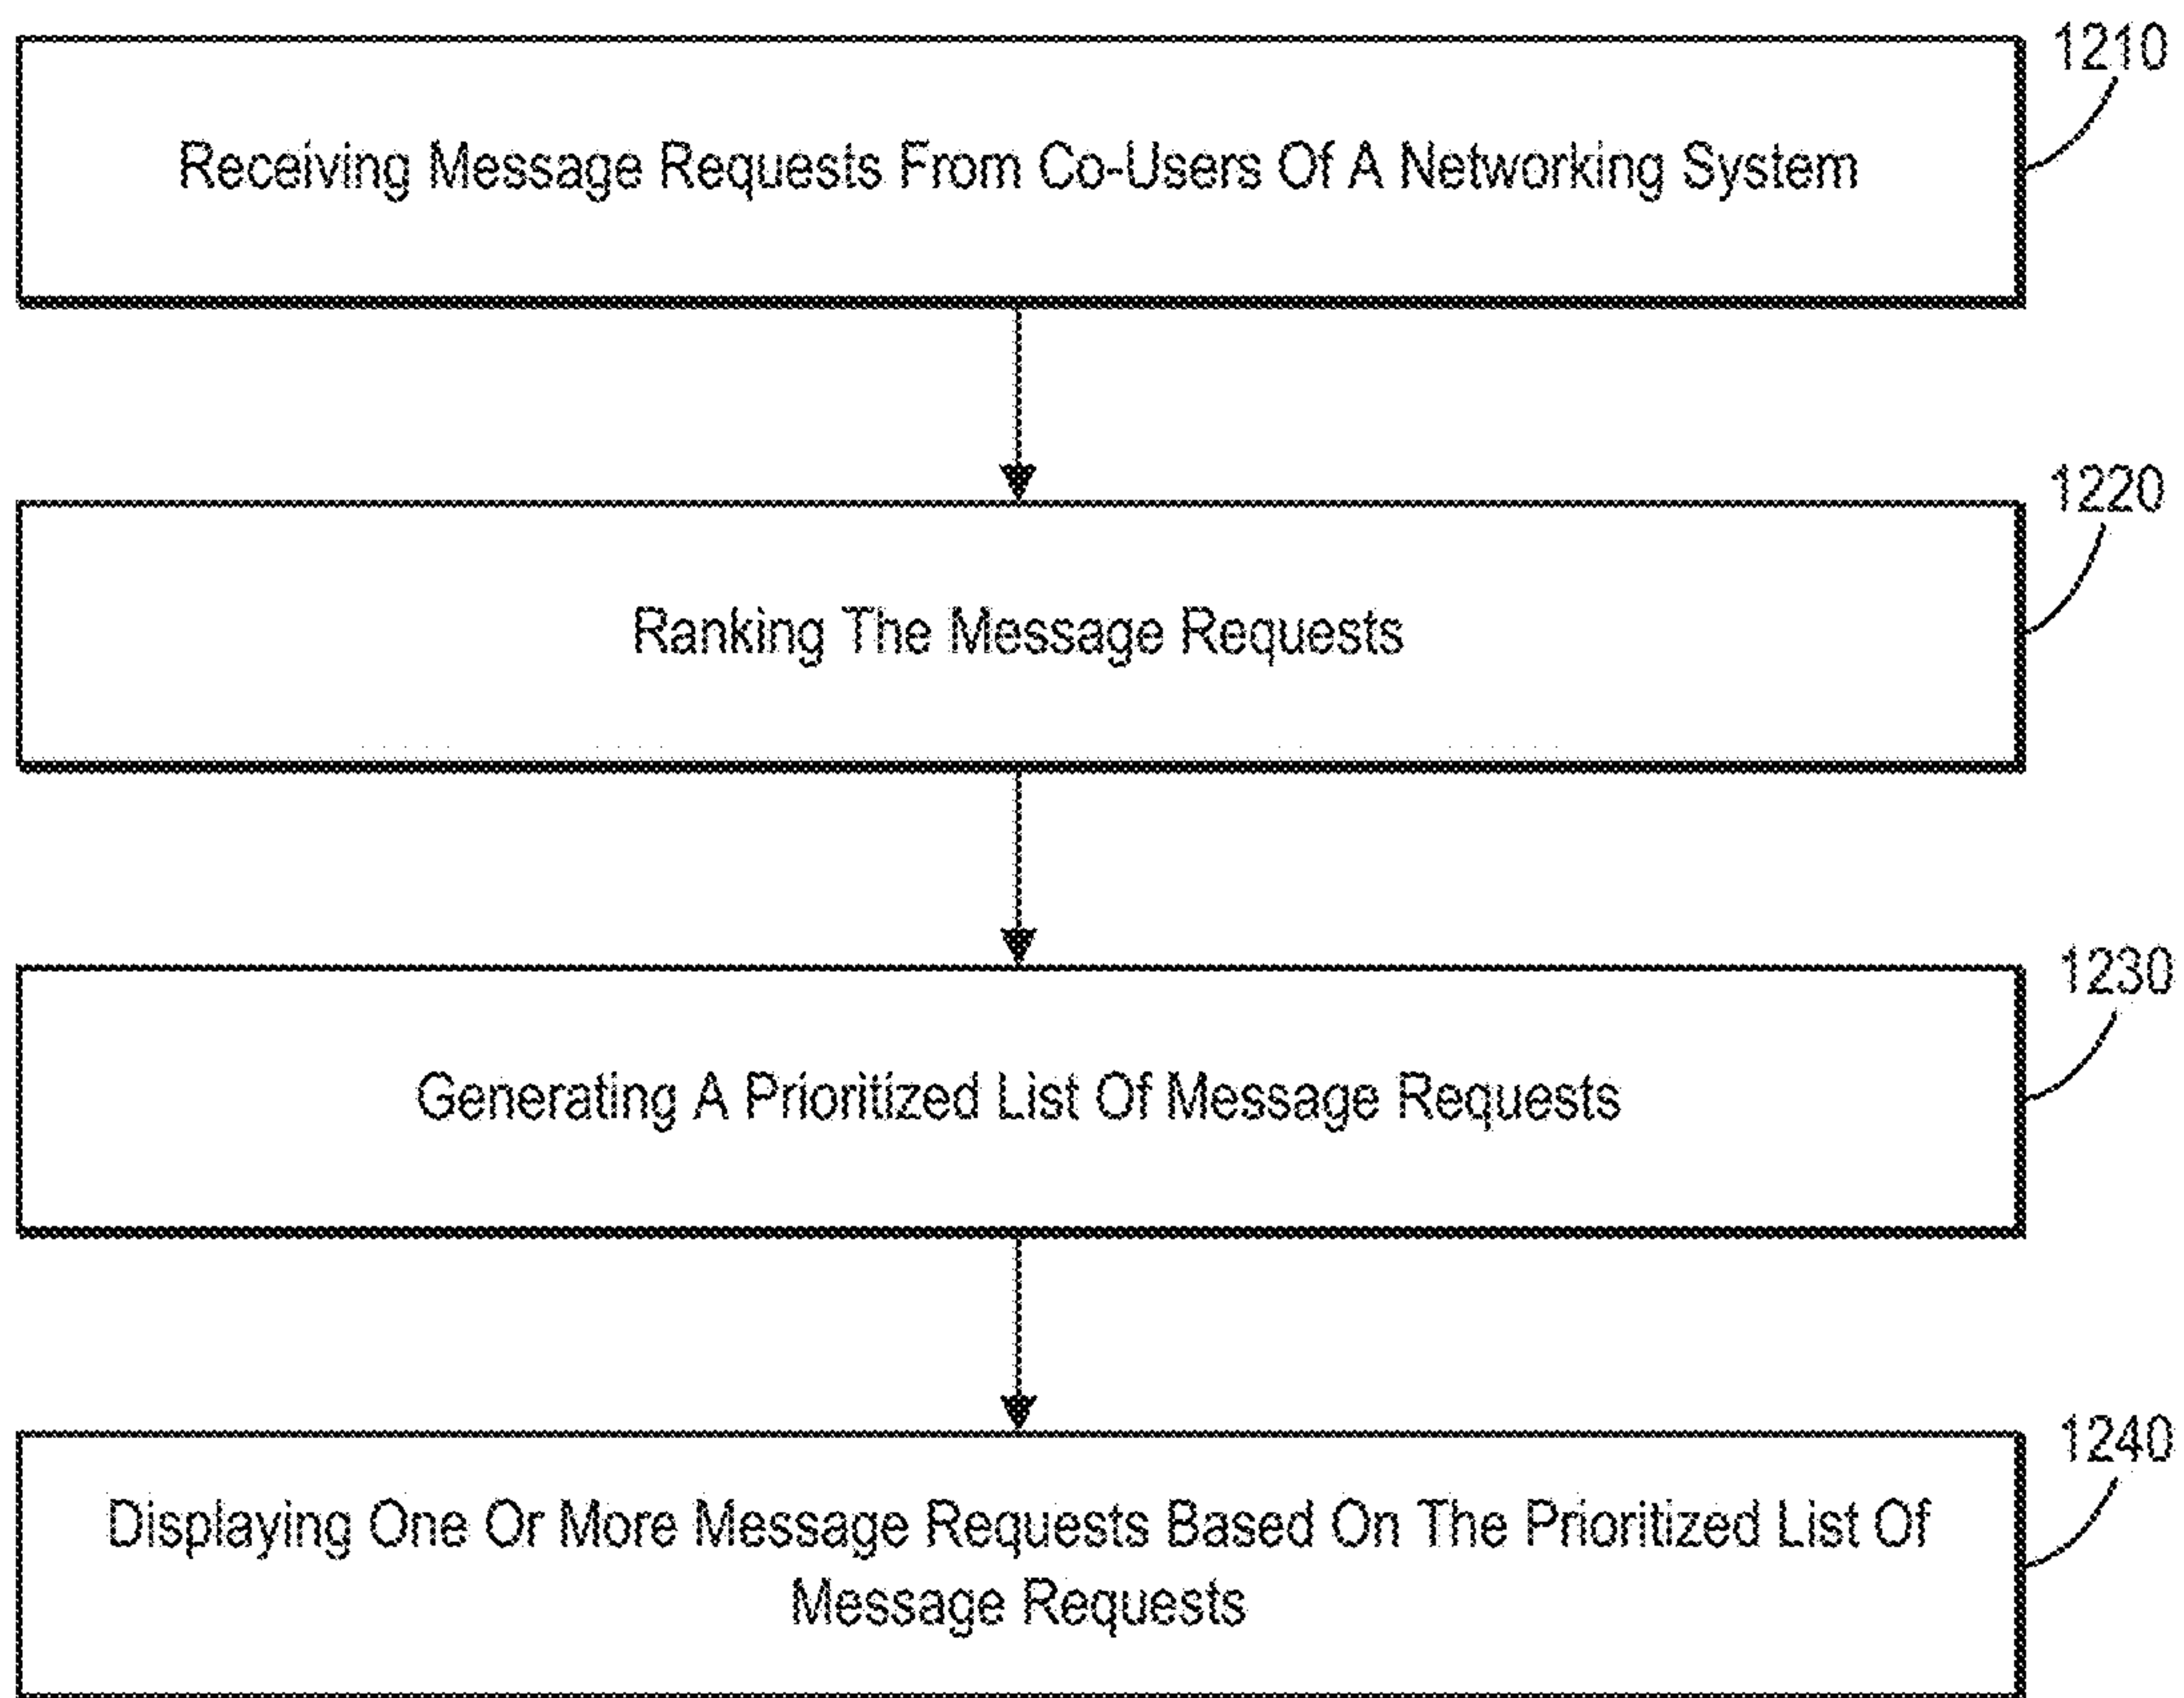 1210
Receiving Message Requests From Co-Users Of A Networking System
1220
Ranking The Message Requests
1230
Generating A Prioritized List Of Message Requests
1240
Displaying One Or More Message Requests Based On The Prioritized List Of
Message Requests